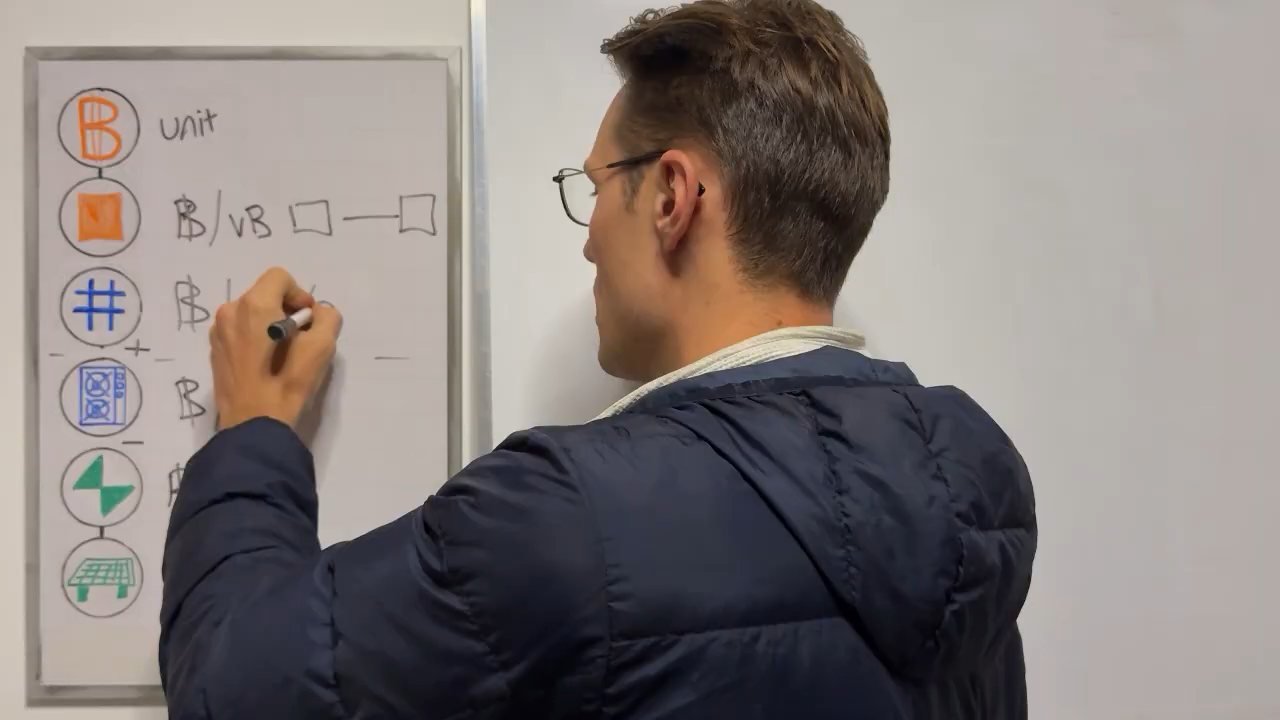 B unit
₿/vB
# ₿
+
₿
-